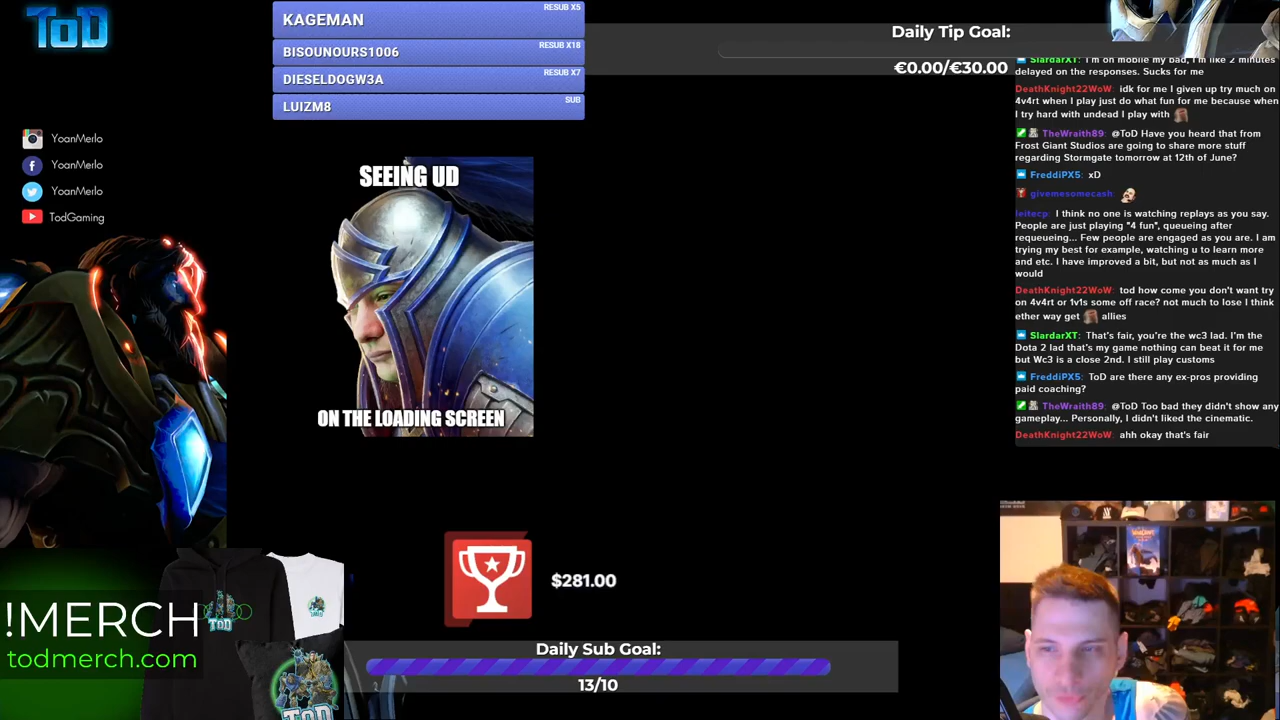 ToD
KAGEMAN RESUB X5
BISOUNOURS1006 RESUB X18
DIESELDOGW3A RESUB X7
LUIZM8 SUB
Daily Tip Goal:
€0.00/€30.00
YoanMerlo
YoanMerlo
YoanMerlo
TodGaming
SEEING UD
ON THE LOADING SCREEN
SlardarXT: I'm on mobile my bad, I'm like 2 minutes
delayed on the responses. Sucks for me
DeathKnight22WoW: idk for me I given up try much on
4v4rt when I play just do what fun for me because when
I try hard with undead I play with
TheWraith89: @ToD Have you heard that from
Frost Giant Studios are going to share more stuff
regarding Stormgate tomorrow at 12th of June?
FreddiPX5: xD
givemesomecash:
leitecp: I think no one is watching replays as you say.
People are just playing "4 fun", queueing after
requeueing... Few people are engaged as you are. I am
trying my best for example, watching u to learn more
and etc. I have improved a bit, but not as much as I
would
DeathKnight22WoW: tod how come you don't want try
on 4v4rt or 1v1s some off race? not much to lose I think
ether way get allies
SlardarXT: That's fair, you're the wc3 lad. I'm the
Dota 2 lad that's my game nothing can beat it for me
but Wc3 is a close 2nd. I still play customs
FreddiPX5: ToD are there any ex-pros providing
paid coaching?
TheWraith89: @ToD Too bad they didn't show any
gameplay... Personally, I didn't liked the cinematic.
DeathKnight22WoW: ahh okay that's fair
$281.00
!MERCH
todmerch.com
ToD
TOD
Daily Sub Goal:
13/10